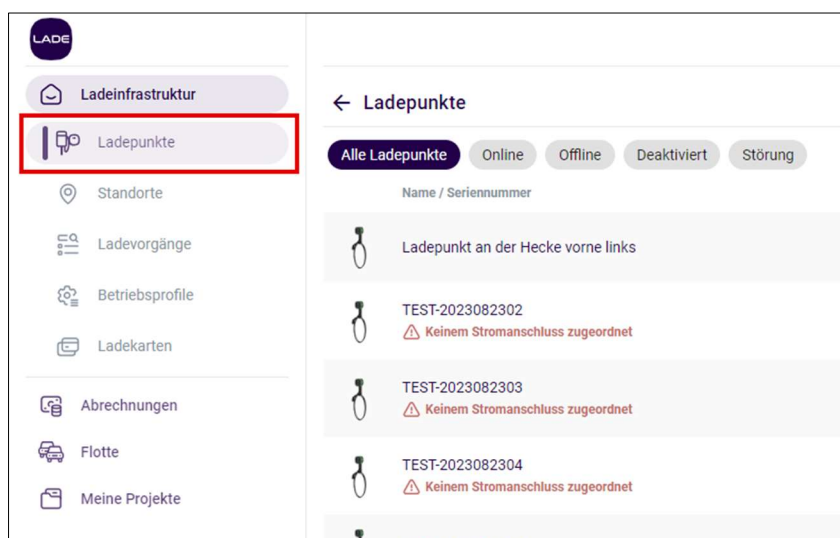 LADE
Ladeinfrastruktur
Ladepunkte
Standorte
Ladevorgänge
Betriebsprofile
Ladekarten
Abrechnungen
Flotte
Meine Projekte
← Ladepunkte
Alle Ladepunkte Online Offline Deaktiviert Störung
Name / Seriennummer
Ladepunkt an der Hecke vorne links
TEST-2023082302
Keinem Stromanschluss zugeordnet
TEST-2023082303
Keinem Stromanschluss zugeordnet
TEST-2023082304
Keinem Stromanschluss zugeordnet